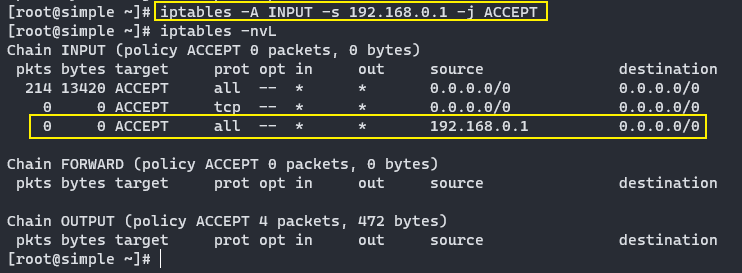 [root@simple ~]# iptables -A INPUT -s 192.168.0.1 -j ACCEPT
[root@simple ~]# iptables -nvL
Chain INPUT (policy ACCEPT 0 packets, 0 bytes)
 pkts bytes target     prot opt in     out     source               destination
  214 13420 ACCEPT     all  --  *      *       0.0.0.0/0            0.0.0.0/0
    0     0 ACCEPT     tcp  --  *      *       0.0.0.0/0            0.0.0.0/0
    0     0 ACCEPT     all  --  *      *       192.168.0.1          0.0.0.0/0
Chain FORWARD (policy ACCEPT 0 packets, 0 bytes)
 pkts bytes target     prot opt in     out     source               destination
Chain OUTPUT (policy ACCEPT 4 packets, 472 bytes)
 pkts bytes target     prot opt in     out     source               destination
[root@simple ~]#